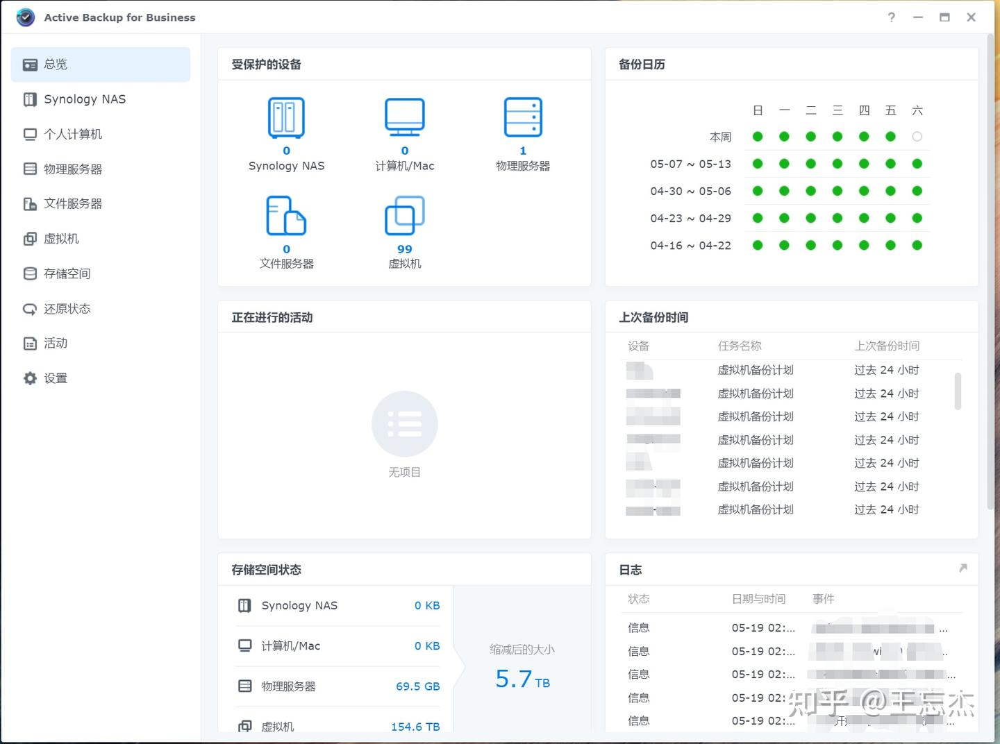 Active Backup for Business
?
总览
Synology NAS
个人计算机
物理服务器
文件服务器
虚拟机
存储空间
还原状态
活动
设置
受保护的设备
0
Synology NAS
0
计算机/Mac
1
物理服务器
0
文件服务器
99
虚拟机
备份日历
日 一 二 三 四 五 六
本周
05-07 ~ 05-13
04-30 ~ 05-06
04-23 ~ 04-29
04-16 ~ 04-22
正在进行的活动
无项目
上次备份时间
设备 任务名称 上次备份时间
虚拟机备份计划 过去 24 小时
虚拟机备份计划 过去 24 小时
虚拟机备份计划 过去 24 小时
虚拟机备份计划 过去 24 小时
虚拟机备份计划 过去 24 小时
虚拟机备份计划 过去 24 小时
虚拟机备份计划 过去 24 小时
存储空间状态
Synology NAS 0 KB
计算机/Mac 0 KB
物理服务器 69.5 GB
虚拟机 154.6 TB
缩减后的大小
5.7 TB
日志
状态 日期与时间 事件
信息 05-19 02:... ...
信息 05-19 02:... ...
信息 05-19 02:... ...
信息 05-19 02:
信息 05-19 02:... ...
知乎 @王忘杰